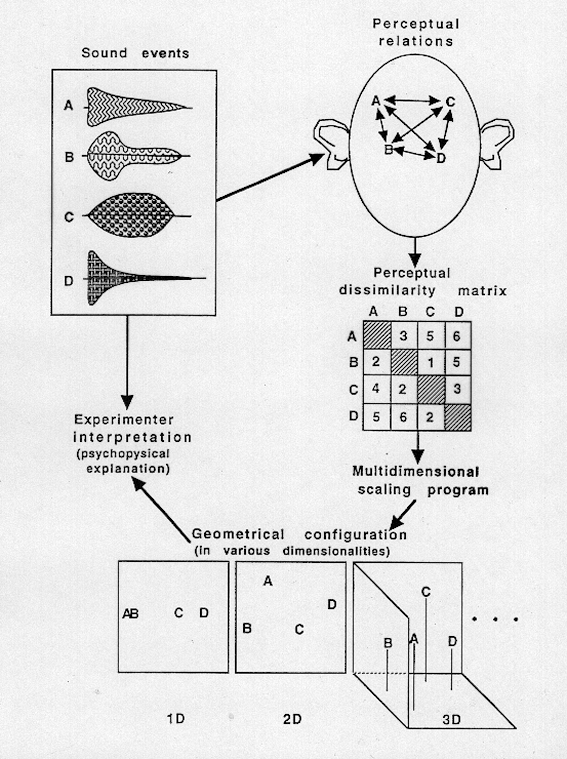 Sound events
A
B
C
D
Perceptual
relations
A C
B D
Perceptual
dissimilarity matrix
A B C D
A 3 5 6
B 2 1 5
C 4 2 3
D 5 6 2
Experimenter
interpretation
(psychopysical
explanation)
Multidimensional
scaling program
Geometrical configuration
(in various dimensionalities)
AB C D
A
D
B C
C
B A D
. . .
1D 2D 3D